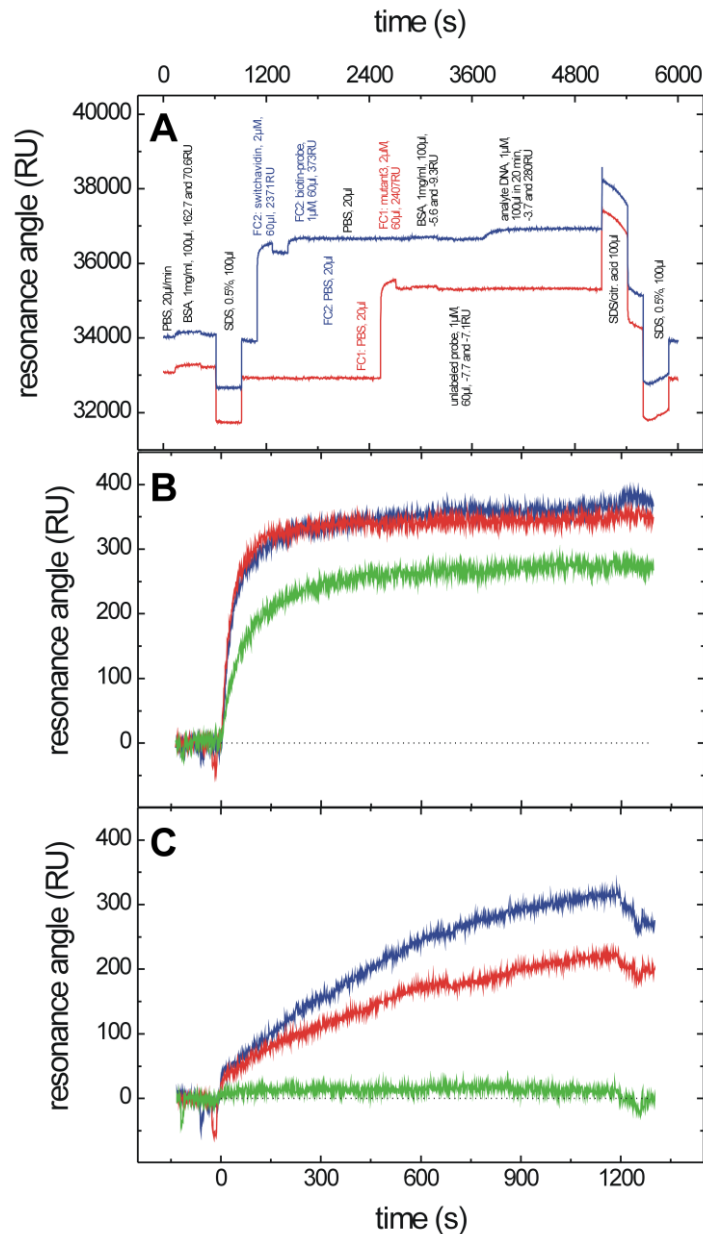 time (s)
0 1200 2400 3600 4800 6000
resonance angle (RU)
40000
38000
36000
34000
32000
A
PBS, 20µl/min
BSA, 1mg/ml, 100µl, 162.7 and 70.6RU
SDS, 0.5%, 100µl
FC2: switchavidin, 2µM,
60µl, 2371RU
FC2: biotin-probe,
1µM, 60µl, 373RU
PBS, 20µl
FC2: PBS, 20µl
FC1: PBS, 20µl
FC1: mutant3, 2µM,
60µl, 2407RU
BSA, 1mg/ml, 100µl,
-5.6 and -9.3RU
unlabeled probe, 1µM,
60µl, -7.7 and -7.1RU
analyte DNA, 1µM,
100µl in 20 min,
-3.7 and 280RU
SDS/citr. acid 100µl
SDS, 0.5%, 100µl
B
resonance angle (RU)
400
300
200
100
0
C
resonance angle (RU)
400
300
200
100
0
0 300 600 900 1200
time (s)